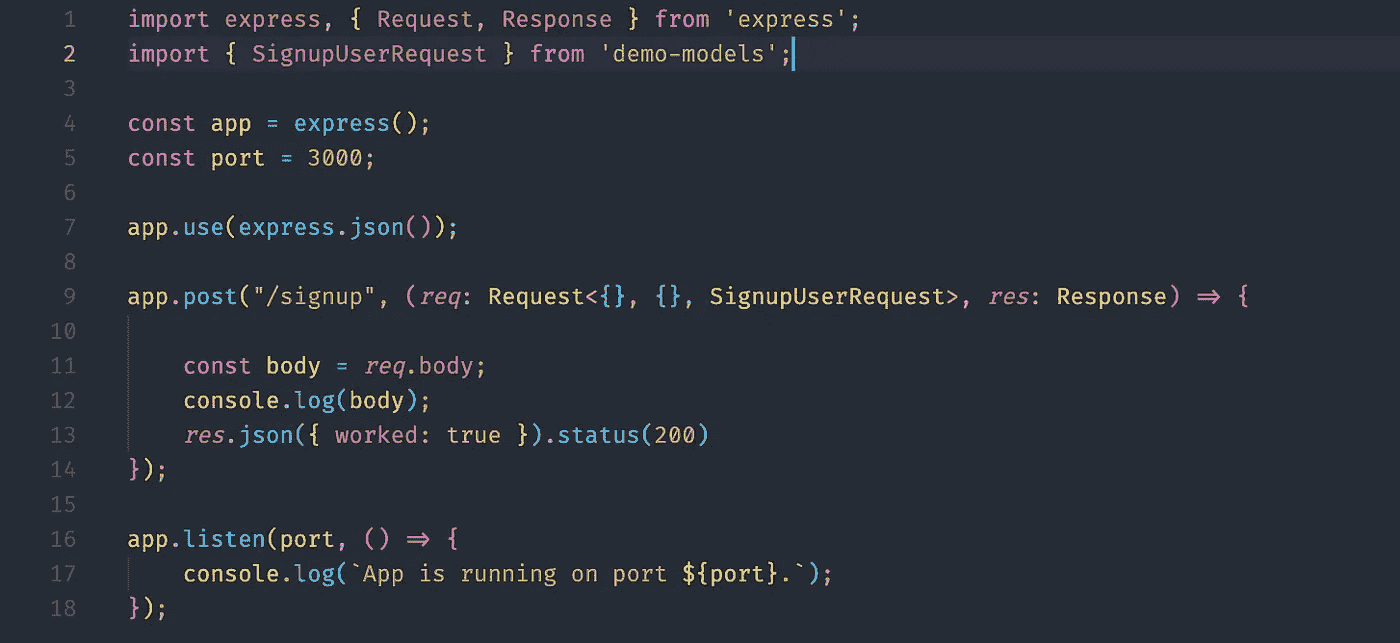 1 import express, { Request, Response } from 'express';
2 import { SignupUserRequest } from 'demo-models';
3
4 const app = express();
5 const port = 3000;
6
7 app.use(express.json());
8
9 app.post("/signup", (req: Request<{}, {}, SignupUserRequest>, res: Response) => {
10
11     const body = req.body;
12     console.log(body);
13     res.json({ worked: true }).status(200)
14 });
15
16 app.listen(port, () => {
17     console.log(`App is running on port ${port}.`);
18 });